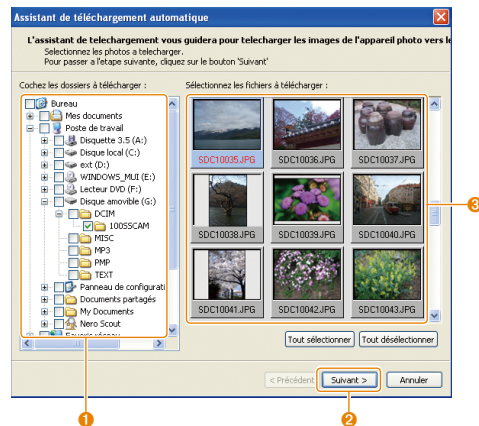 Assistant de téléchargement automatique
L'assistant de telechargement vous guidera pour telecharger les images de l'appareil photo vers le
Selectionnez les photos a telecharger.
Pour passer a l'etape suivante, cliquez sur le bouton 'Suivant'
Cochez les dossiers à télécharger :
Sélectionnez les fichiers à télécharger :
Bureau
Mes documents
Poste de travail
Disquette 3.5 (A:)
Disque local (C:)
ext (D:)
WINDOWS_MUI (E:)
Lecteur DVD (F:)
Disque amovible (G:)
DCIM
100SSCAM
MISC
MP3
PMP
TEXT
Panneau de configurati
Documents partagés
My Documents
Nero Scout
Favoris réseau
SDC10035.JPG SDC10036.JPG SDC10037.JPG
SDC10038.JPG SDC10039.JPG SDC10040.JPG
SDC10041.JPG SDC10042.JPG SDC10043.JPG
3
Tout sélectionner Tout désélectionner
< Précédent Suivant > Annuler
1 2